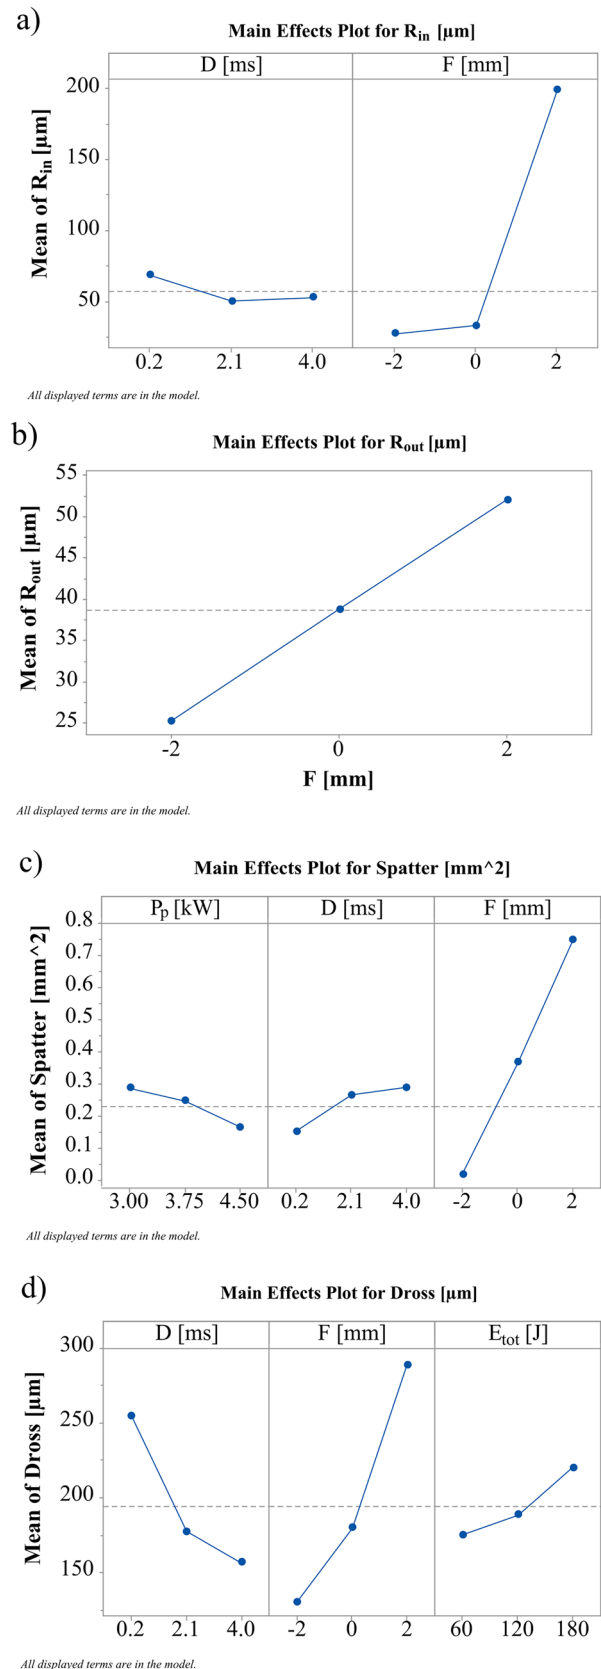 a)
Main Effects Plot for Rin [µm]
D [ms] F [mm]
Mean of Rin [µm]
200
150
100
50
0.2 2.1 4.0 -2 0 2
All displayed terms are in the model.
b)
Main Effects Plot for Rout [µm]
Mean of Rout [µm]
55
50
45
40
35
30
25
-2 0 2
F [mm]
All displayed terms are in the model.
c)
Main Effects Plot for Spatter [mm^2]
Pp [kW] D [ms] F [mm]
Mean of Spatter [mm^2]
0.8
0.7
0.6
0.5
0.4
0.3
0.2
0.1
0.0
3.00 3.75 4.50 0.2 2.1 4.0 -2 0 2
All displayed terms are in the model.
d)
Main Effects Plot for Dross [µm]
D [ms] F [mm] Etot [J]
Mean of Dross [µm]
300
250
200
150
0.2 2.1 4.0 -2 0 2 60 120 180
All displayed terms are in the model.